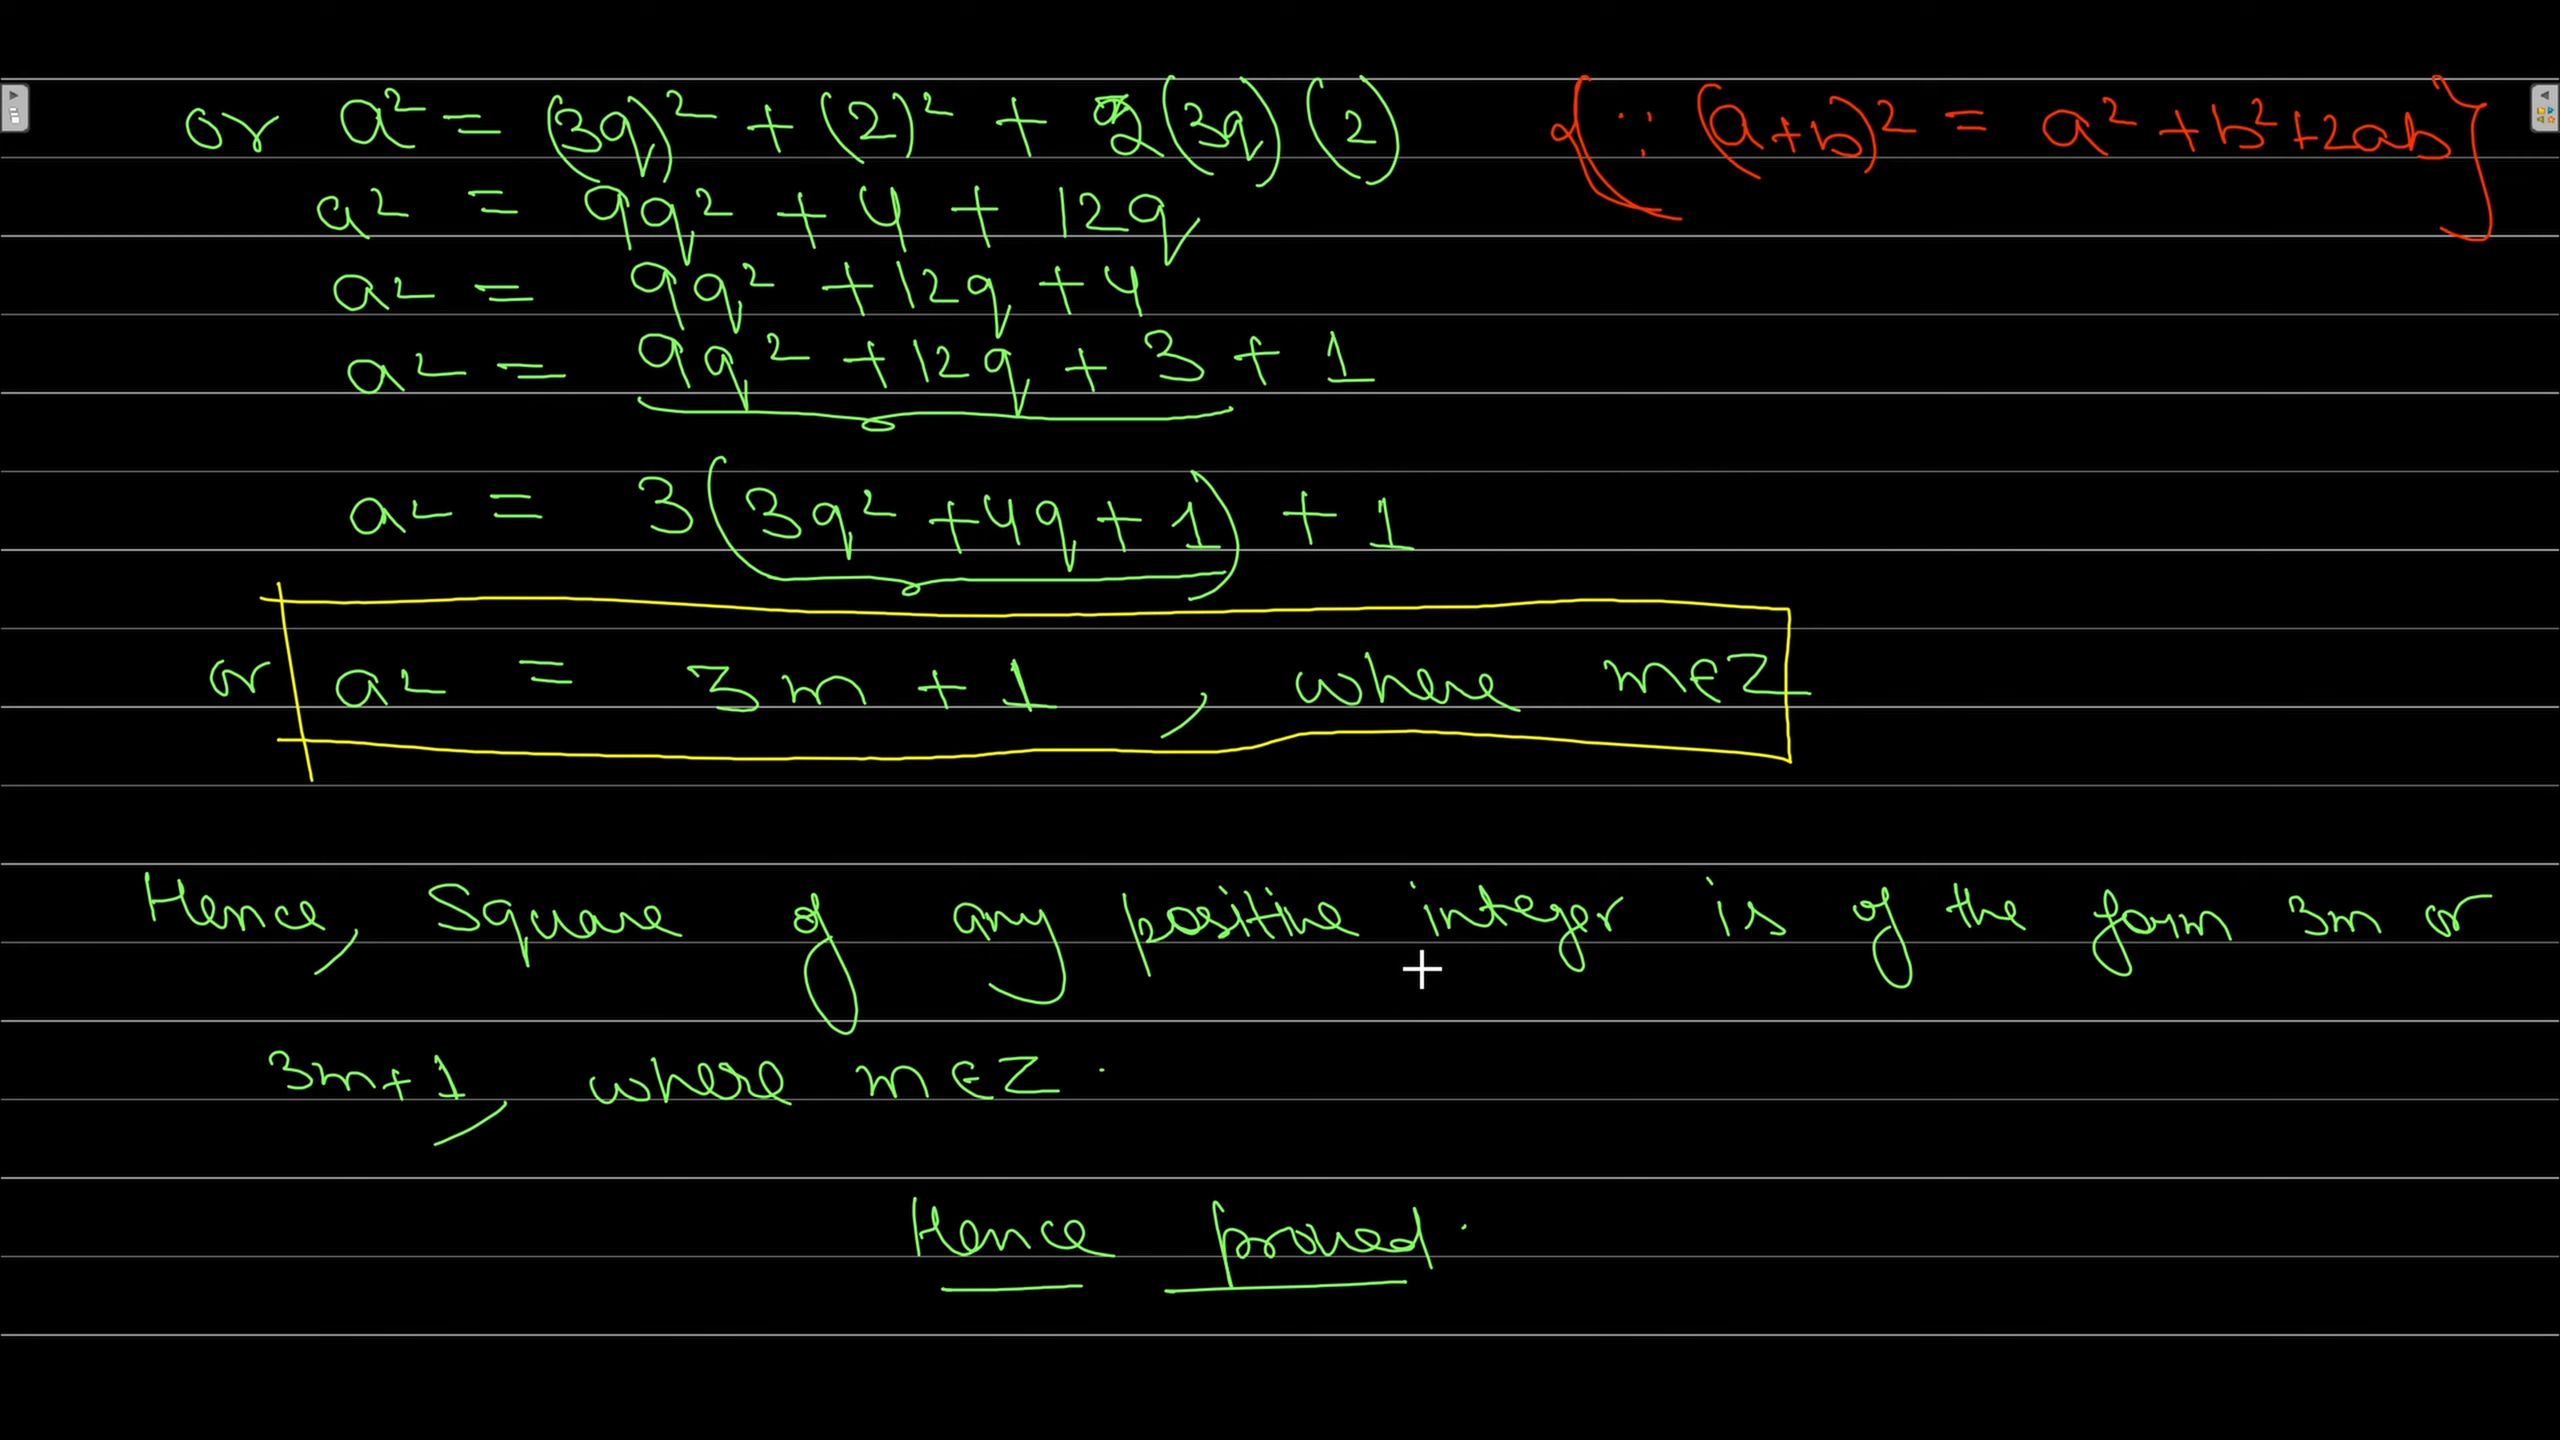 or a² = (3q)² + (2)² + 2(3q)(2) {∵ (a+b)² = a² + b² + 2ab}
a² = 9q² + 4 + 12q
a² = 9q² + 12q + 4
a² = 9q² + 12q + 3 + 1
a² = 3(3q² + 4q + 1) + 1
or a² = 3m + 1 , where m∈Z
Hence, Square of any positive integer is of the form 3m or
3m+1, where m∈Z.
Hence proved.